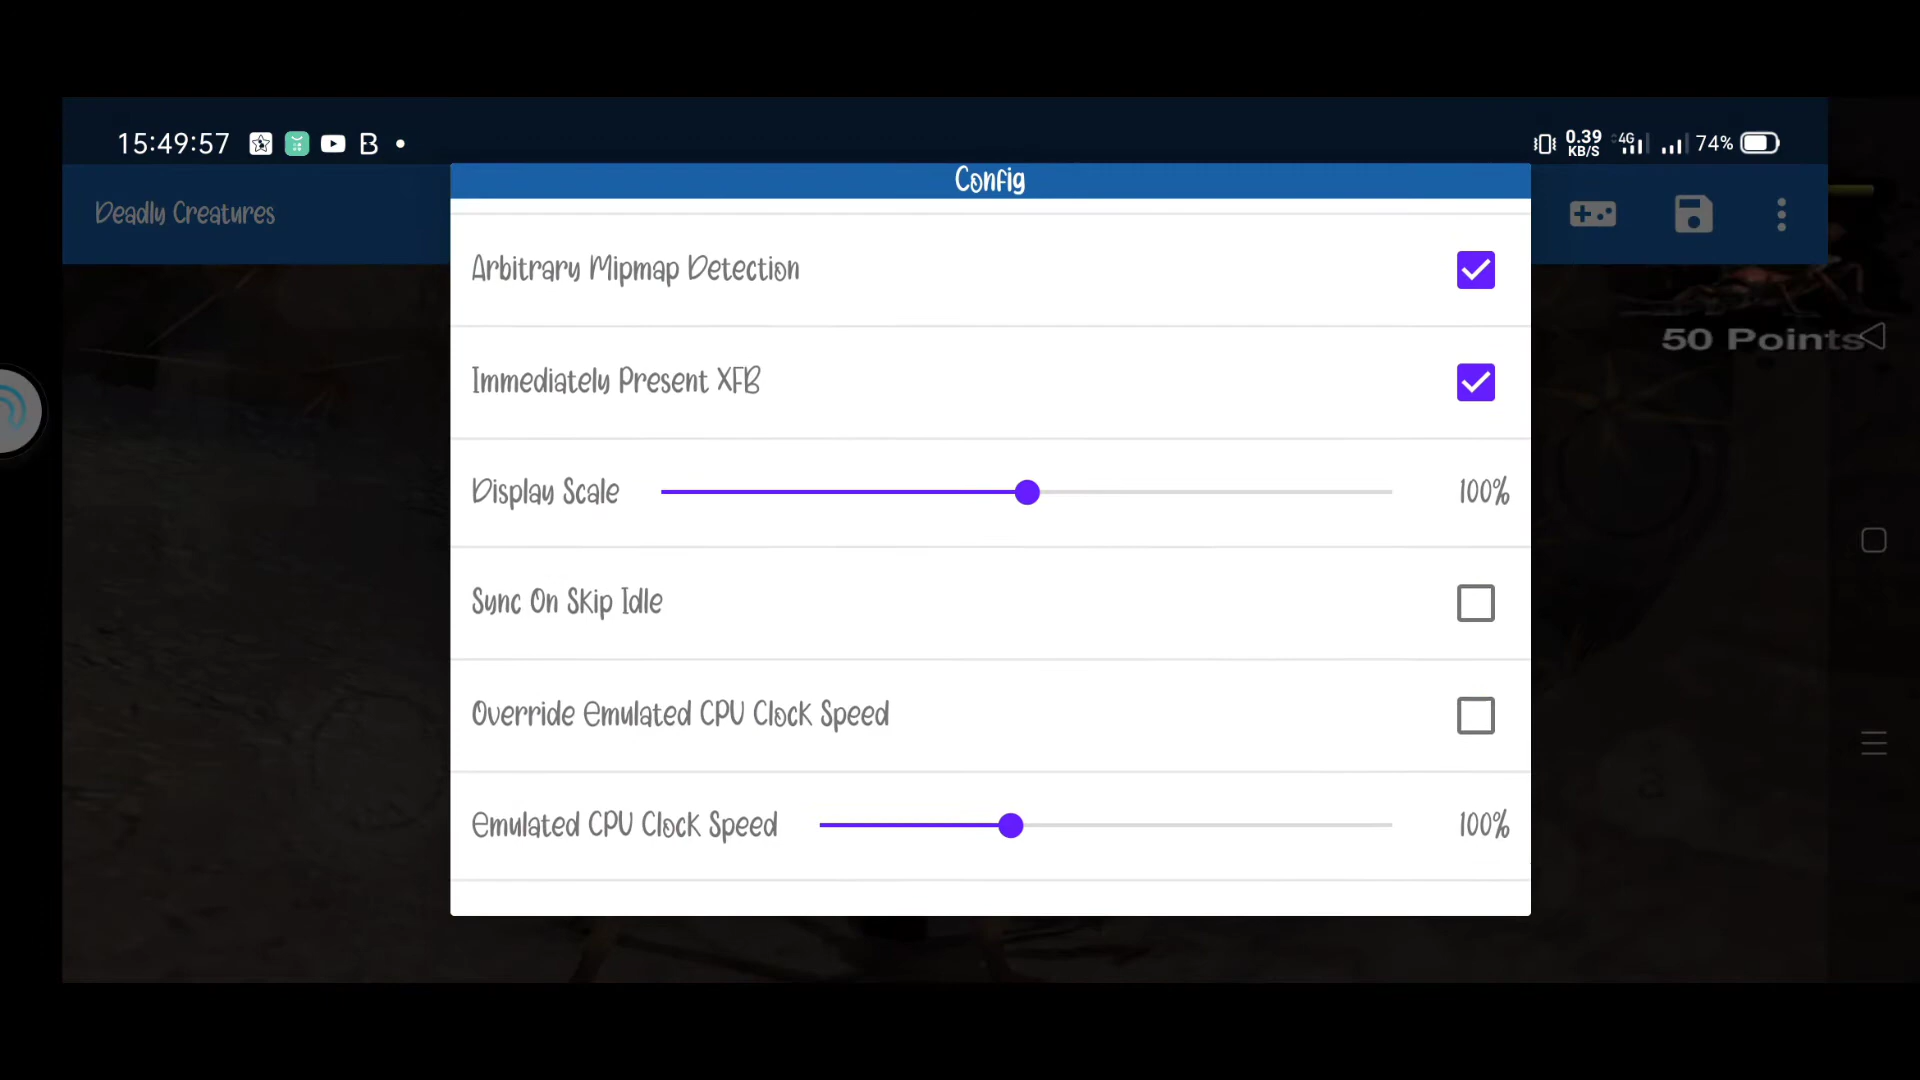 15:49:57
B
0.39
KB/S
4G
74%
Config
Deadly Creatures
Arbitrary Mipmap Detection
50 Points
Immediately Present XFB
Display Scale
100%
Sync On Skip Idle
Override Emulated CPU Clock Speed
Emulated CPU Clock Speed
100%